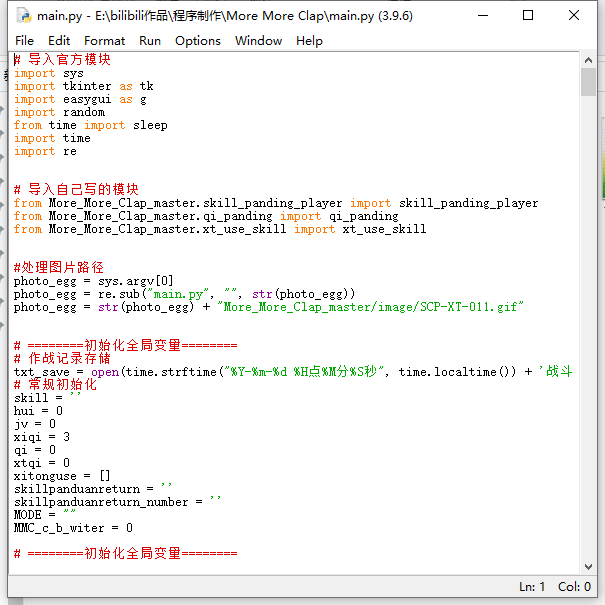 main.py - E:\bilibili作品\程序制作\More More Clap\main.py (3.9.6)
File Edit Format Run Options Window Help
# 导入官方模块
import sys
import tkinter as tk
import easygui as g
import random
from time import sleep
import time
import re
# 导入自己写的模块
from More_More_Clap_master.skill_panding_player import skill_panding_player
from More_More_Clap_master.qi_panding import qi_panding
from More_More_Clap_master.xt_use_skill import xt_use_skill
#处理图片路径
photo_egg = sys.argv[0]
photo_egg = re.sub("main.py", "", str(photo_egg))
photo_egg = str(photo_egg) + "More_More_Clap_master/image/SCP-XT-011.gif"
# ========初始化全局变量========
# 作战记录存储
txt_save = open(time.strftime("%Y-%m-%d %H点%M分%S秒", time.localtime()) + '战斗
# 常规初始化
skill = ''
hui = 0
jv = 0
xiqi = 3
qi = 0
xtqi = 0
xitonguse = []
skillpanduanreturn = ''
skillpanduanreturn_number = ''
MODE = ""
MMC_c_b_witer = 0
# ========初始化全局变量========
Ln: 1 Col: 0